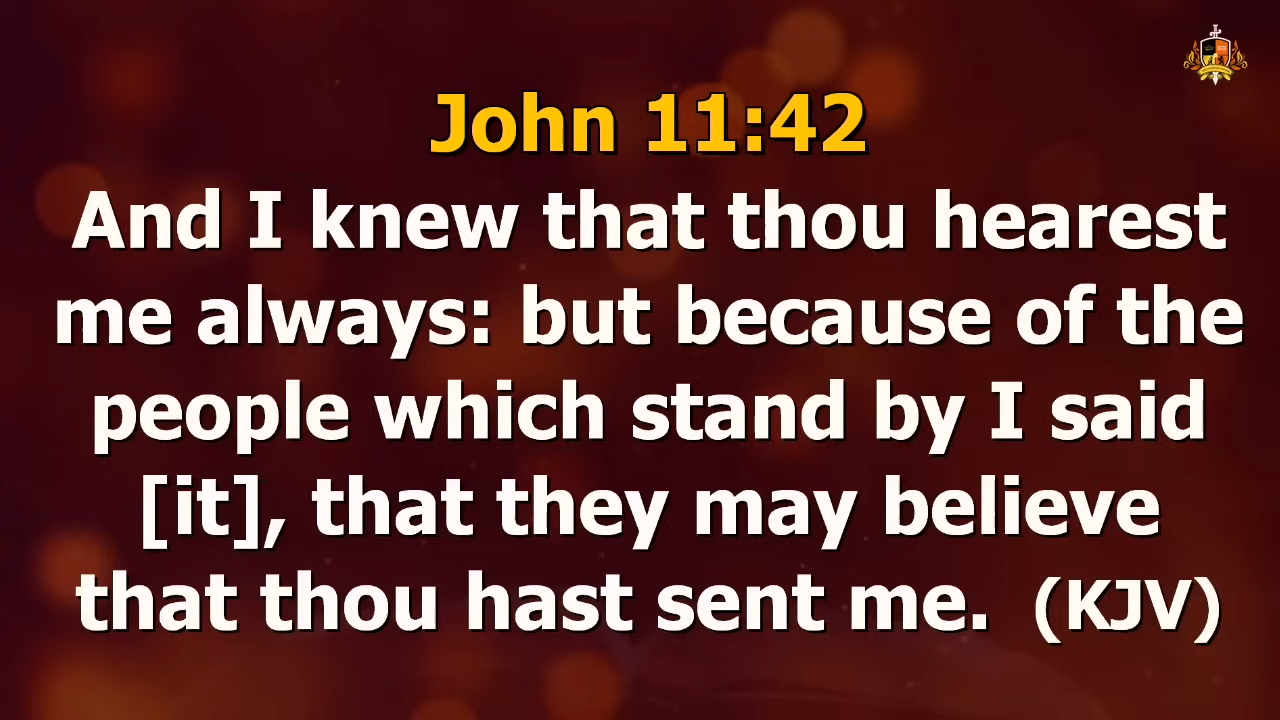 John 11:42
And I knew that thou hearest
me always: but because of the
people which stand by I said
[it], that they may believe
that thou hast sent me. (KJV)